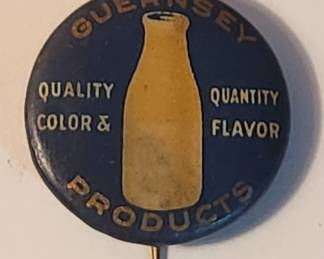 GUERNSEY
QUALITY QUANTITY
COLOR & FLAVOR
PRODUCTS